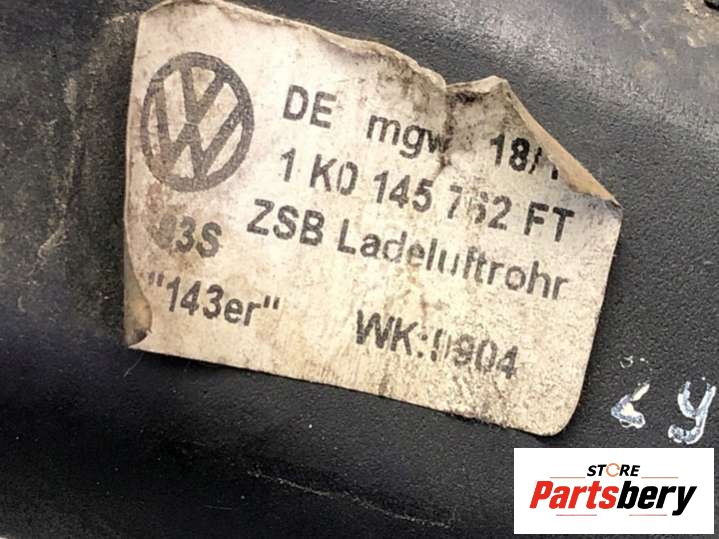 DE mgw 18/
1 K0 145 762 FT
ZSB Ladeluftrohr
"143er"
WK:0904
STORE
Partsbery